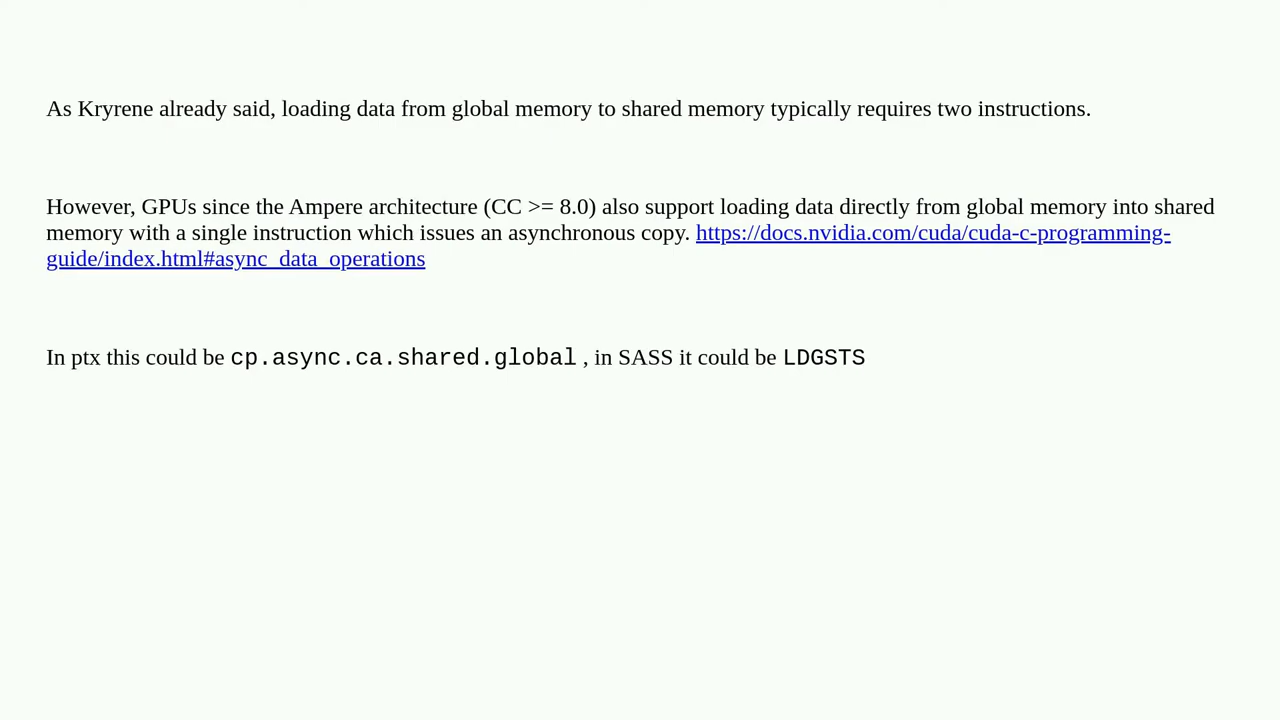 As Kryrene already said, loading data from global memory to shared memory typically requires two instructions.
However, GPUs since the Ampere architecture (CC >= 8.0) also support loading data directly from global memory into shared
memory with a single instruction which issues an asynchronous copy. https://docs.nvidia.com/cuda/cuda-c-programming-
guide/index.html#async_data_operations
In ptx this could be cp.async.ca.shared.global , in SASS it could be LDGSTS